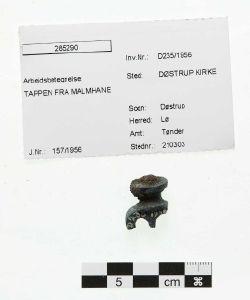 265290
Inv.Nr.: D235/1956
Arbejdsbetegnelse
Sted: DØSTRUP KIRKE
TAPPEN FRA MALMHANE
Sogn: Døstrup
Herred: Lø
Amt: Tønder
J.Nr.: 157/1956
Stednr.: 210303
5 cm